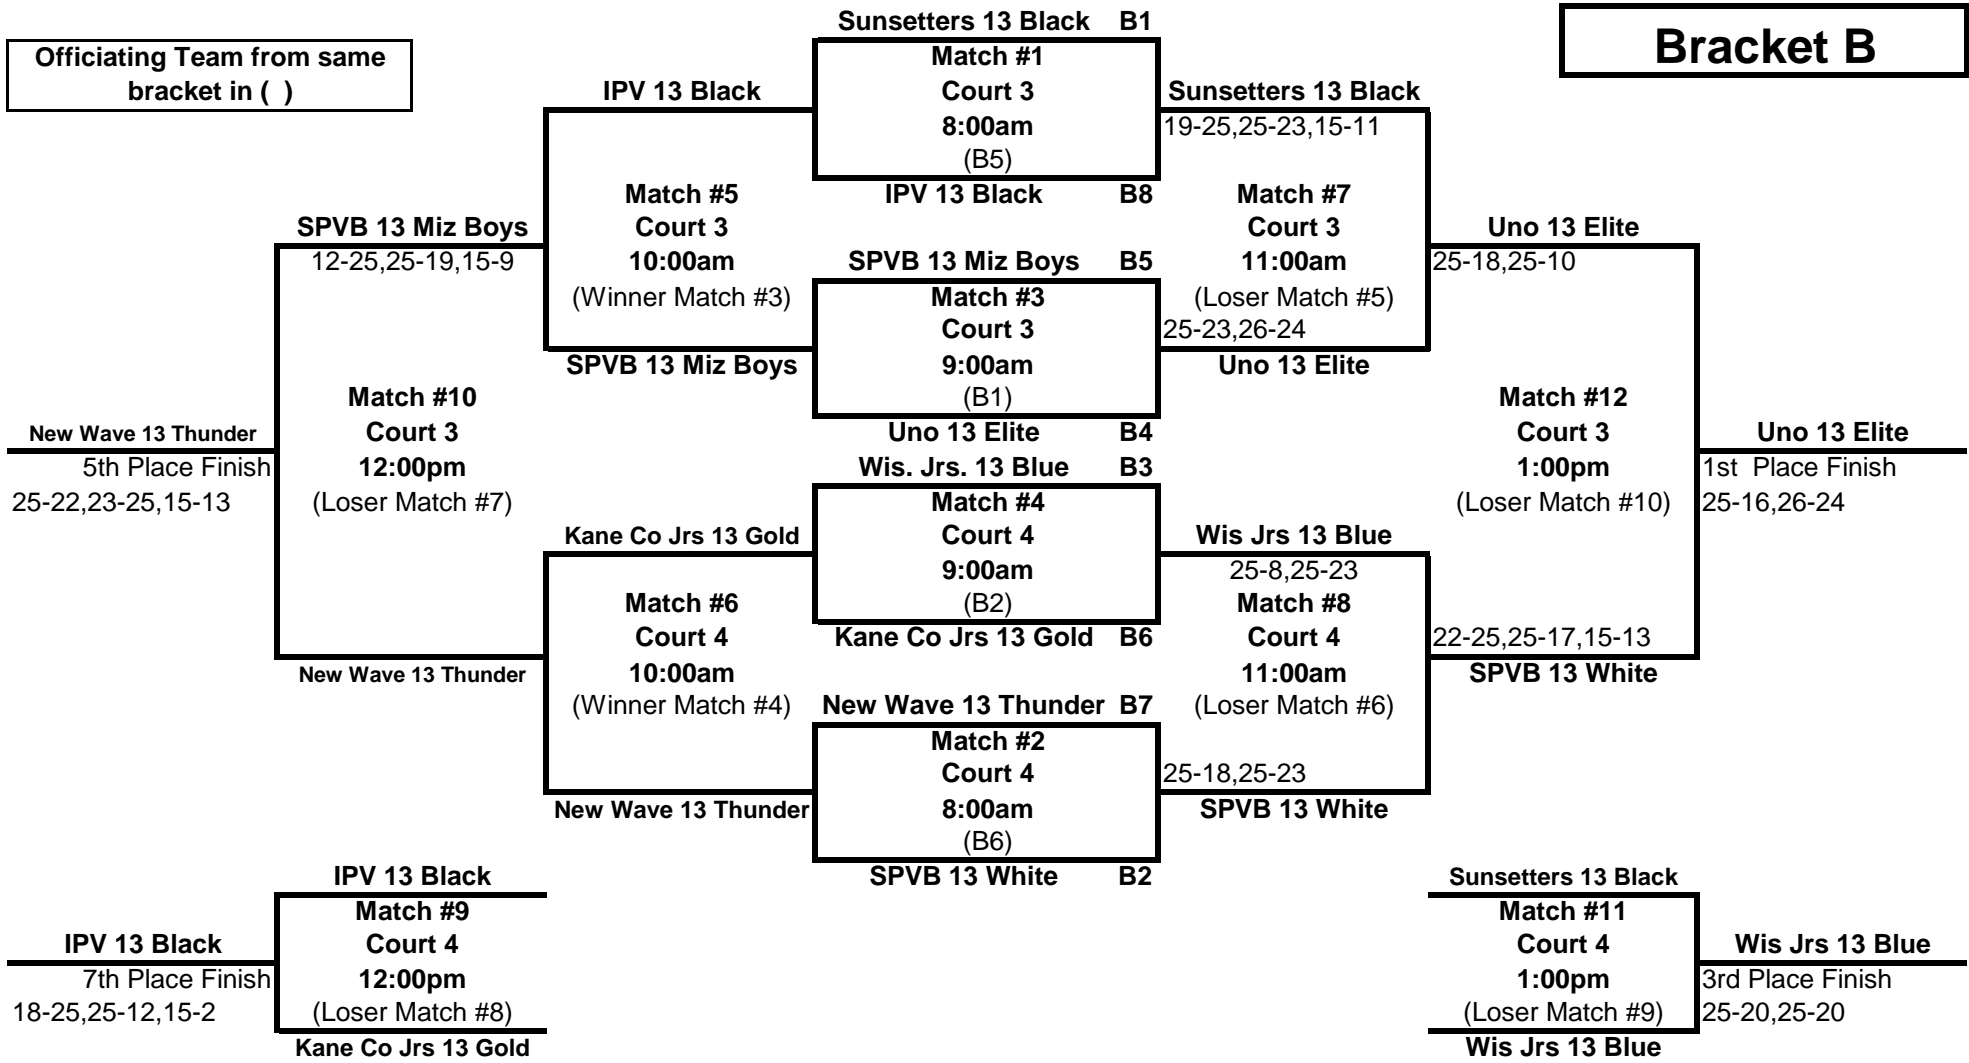 Sunsetters 13 Black B1
Bracket B
Officiating Team from same
bracket in ( )
Match #1
Court 3
8:00am
(B5)
IPV 13 Black B8
IPV 13 Black
Sunsetters 13 Black
19-25,25-23,15-11
Match #5
Court 3
10:00am
(Winner Match #3)
Match #7
Court 3
11:00am
(Loser Match #5)
SPVB 13 Miz Boys
12-25,25-19,15-9
Uno 13 Elite
25-18,25-10
SPVB 13 Miz Boys B5
Match #3
Court 3
9:00am
(B1)
Uno 13 Elite B4
25-23,26-24
Uno 13 Elite
SPVB 13 Miz Boys
Match #10
Court 3
12:00pm
(Loser Match #7)
Match #12
Court 3
1:00pm
(Loser Match #10)
New Wave 13 Thunder
5th Place Finish
25-22,23-25,15-13
Uno 13 Elite
1st Place Finish
25-16,26-24
Wis. Jrs. 13 Blue B3
Match #4
Court 4
9:00am
(B2)
Kane Co Jrs 13 Gold B6
Kane Co Jrs 13 Gold
Wis Jrs 13 Blue
25-8,25-23
Match #6
Court 4
10:00am
(Winner Match #4)
Match #8
Court 4
11:00am
(Loser Match #6)
New Wave 13 Thunder
22-25,25-17,15-13
SPVB 13 White
New Wave 13 Thunder B7
Match #2
Court 4
8:00am
(B6)
SPVB 13 White B2
New Wave 13 Thunder
25-18,25-23
SPVB 13 White
IPV 13 Black
Match #9
Court 4
12:00pm
(Loser Match #8)
Kane Co Jrs 13 Gold
IPV 13 Black
7th Place Finish
18-25,25-12,15-2
Sunsetters 13 Black
Match #11
Court 4
1:00pm
(Loser Match #9)
Wis Jrs 13 Blue
Wis Jrs 13 Blue
3rd Place Finish
25-20,25-20